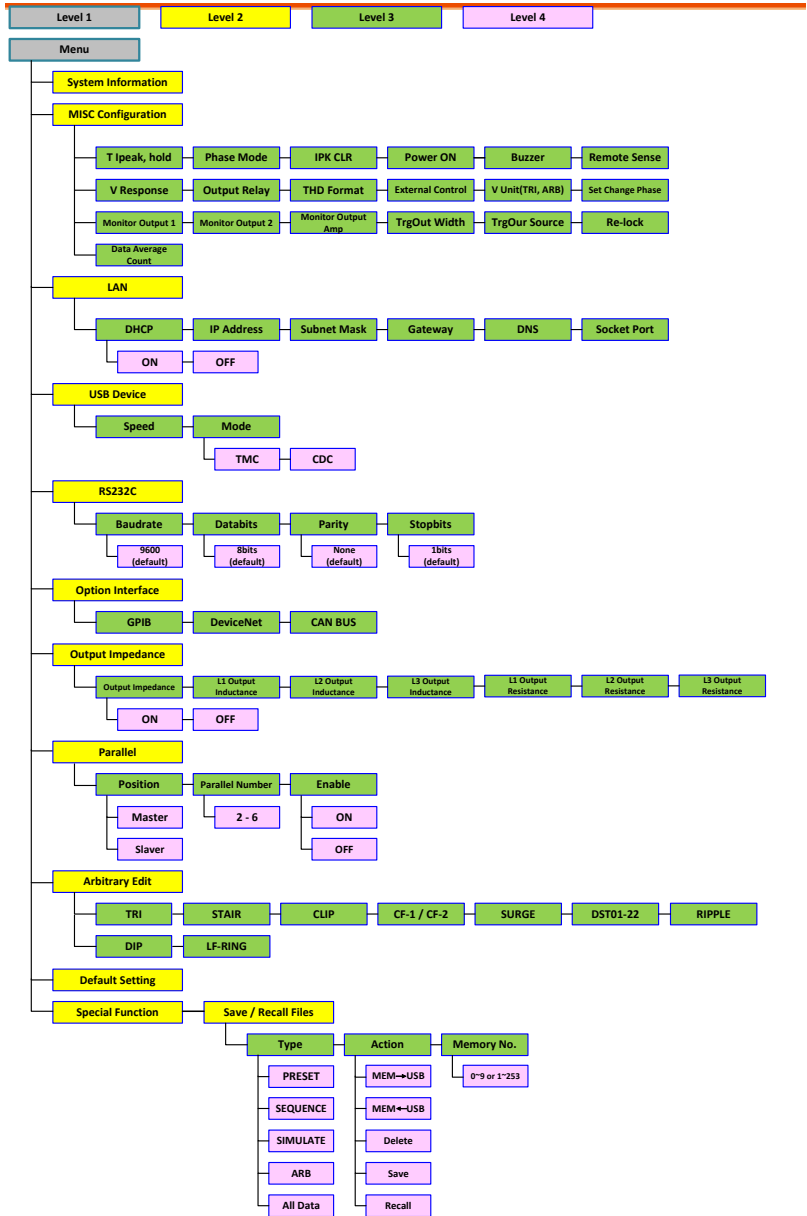 Level 1 Level 2 Level 3 Level 4
Menu
System Information
MISC Configuration
T Ipeak, hold Phase Mode IPK CLR Power ON Buzzer Remote Sense
V Response Output Relay THD Format External Control V Unit(TRI, ARB) Set Change Phase
Monitor Output 1 Monitor Output 2 Monitor Output Amp TrgOut Width TrgOur Source Re-lock
Data Average Count
LAN
DHCP IP Address Subnet Mask Gateway DNS Socket Port
ON OFF
USB Device
Speed Mode
TMC CDC
RS232C
Baudrate Databits Parity Stopbits
9600 (default) 8bits (default) None (default) 1bits (default)
Option Interface
GPIB DeviceNet CAN BUS
Output Impedance
Output Impedance L1 Output Inductance L2 Output Inductance L3 Output Inductance L1 Output Resistance L2 Output Resistance L3 Output Resistance
ON OFF
Parallel
Position Parallel Number Enable
Master 2 - 6 ON
Slaver OFF
Arbitrary Edit
TRI STAIR CLIP CF-1 / CF-2 SURGE DST01-22 RIPPLE
DIP LF-RING
Default Setting
Special Function Save / Recall Files
Type Action Memory No.
PRESET MEM→USB 0~9 or 1~253
SEQUENCE MEM←USB
SIMULATE Delete
ARB Save
All Data Recall